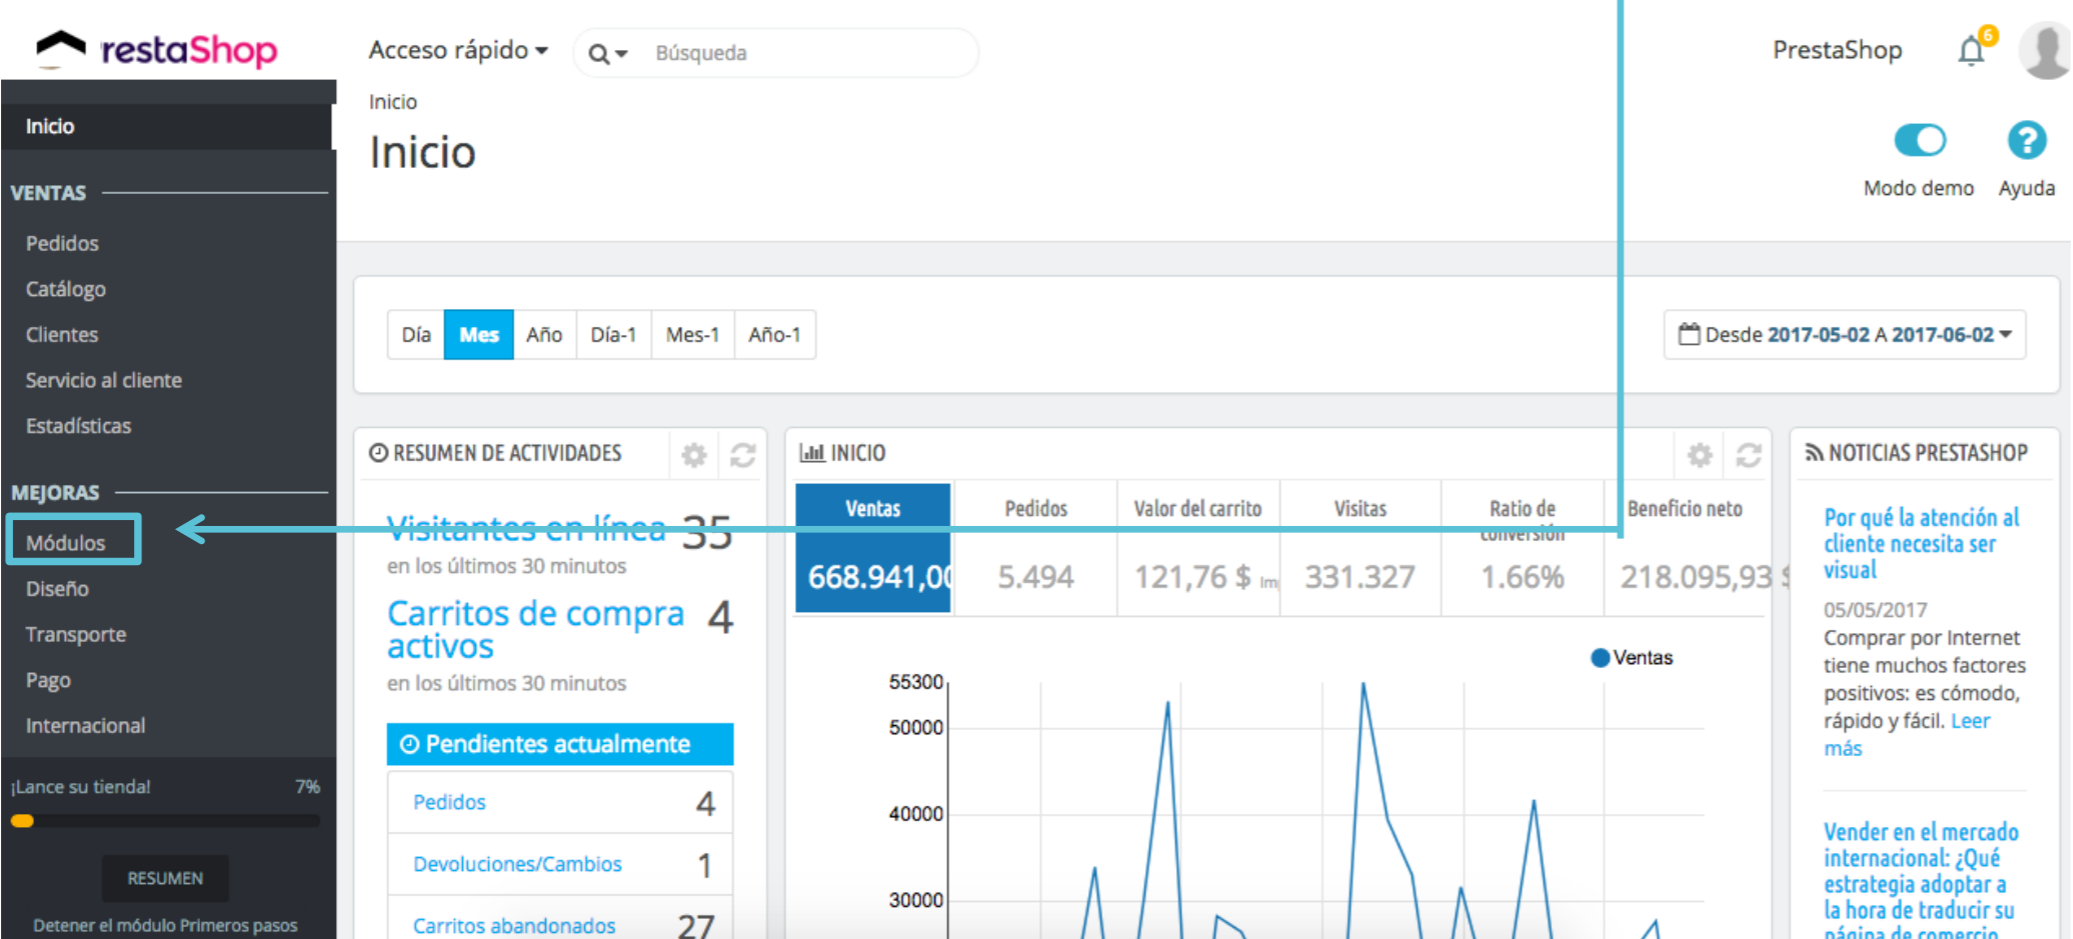 restaShop
Acceso rápido
Búsqueda
PrestaShop
6
Inicio
Inicio
Modo demo
Ayuda
Inicio
VENTAS
Pedidos
Catálogo
Clientes
Servicio al cliente
Estadísticas
MEJORAS
Módulos
Diseño
Transporte
Pago
Internacional
¡Lance su tienda! 7%
RESUMEN
Detener el módulo Primeros pasos
Día Mes Año Día-1 Mes-1 Año-1
Desde 2017-05-02 A 2017-06-02
RESUMEN DE ACTIVIDADES
Visitantes en línea 35
en los últimos 30 minutos
Carritos de compra 4
activos
en los últimos 30 minutos
Pendientes actualmente
Pedidos 4
Devoluciones/Cambios 1
Carritos abandonados 27
INICIO
Ventas
668.941,00
Pedidos
5.494
Valor del carrito
121,76 $ Im
Visitas
331.327
Ratio de
conversión
1.66%
Beneficio neto
218.095,93 $
Ventas
55300
50000
40000
30000
NOTICIAS PRESTASHOP
Por qué la atención al
cliente necesita ser
visual
05/05/2017
Comprar por Internet
tiene muchos factores
positivos: es cómodo,
rápido y fácil. Leer
más
Vender en el mercado
internacional: ¿Qué
estrategia adoptar a
la hora de traducir su
página de comercio